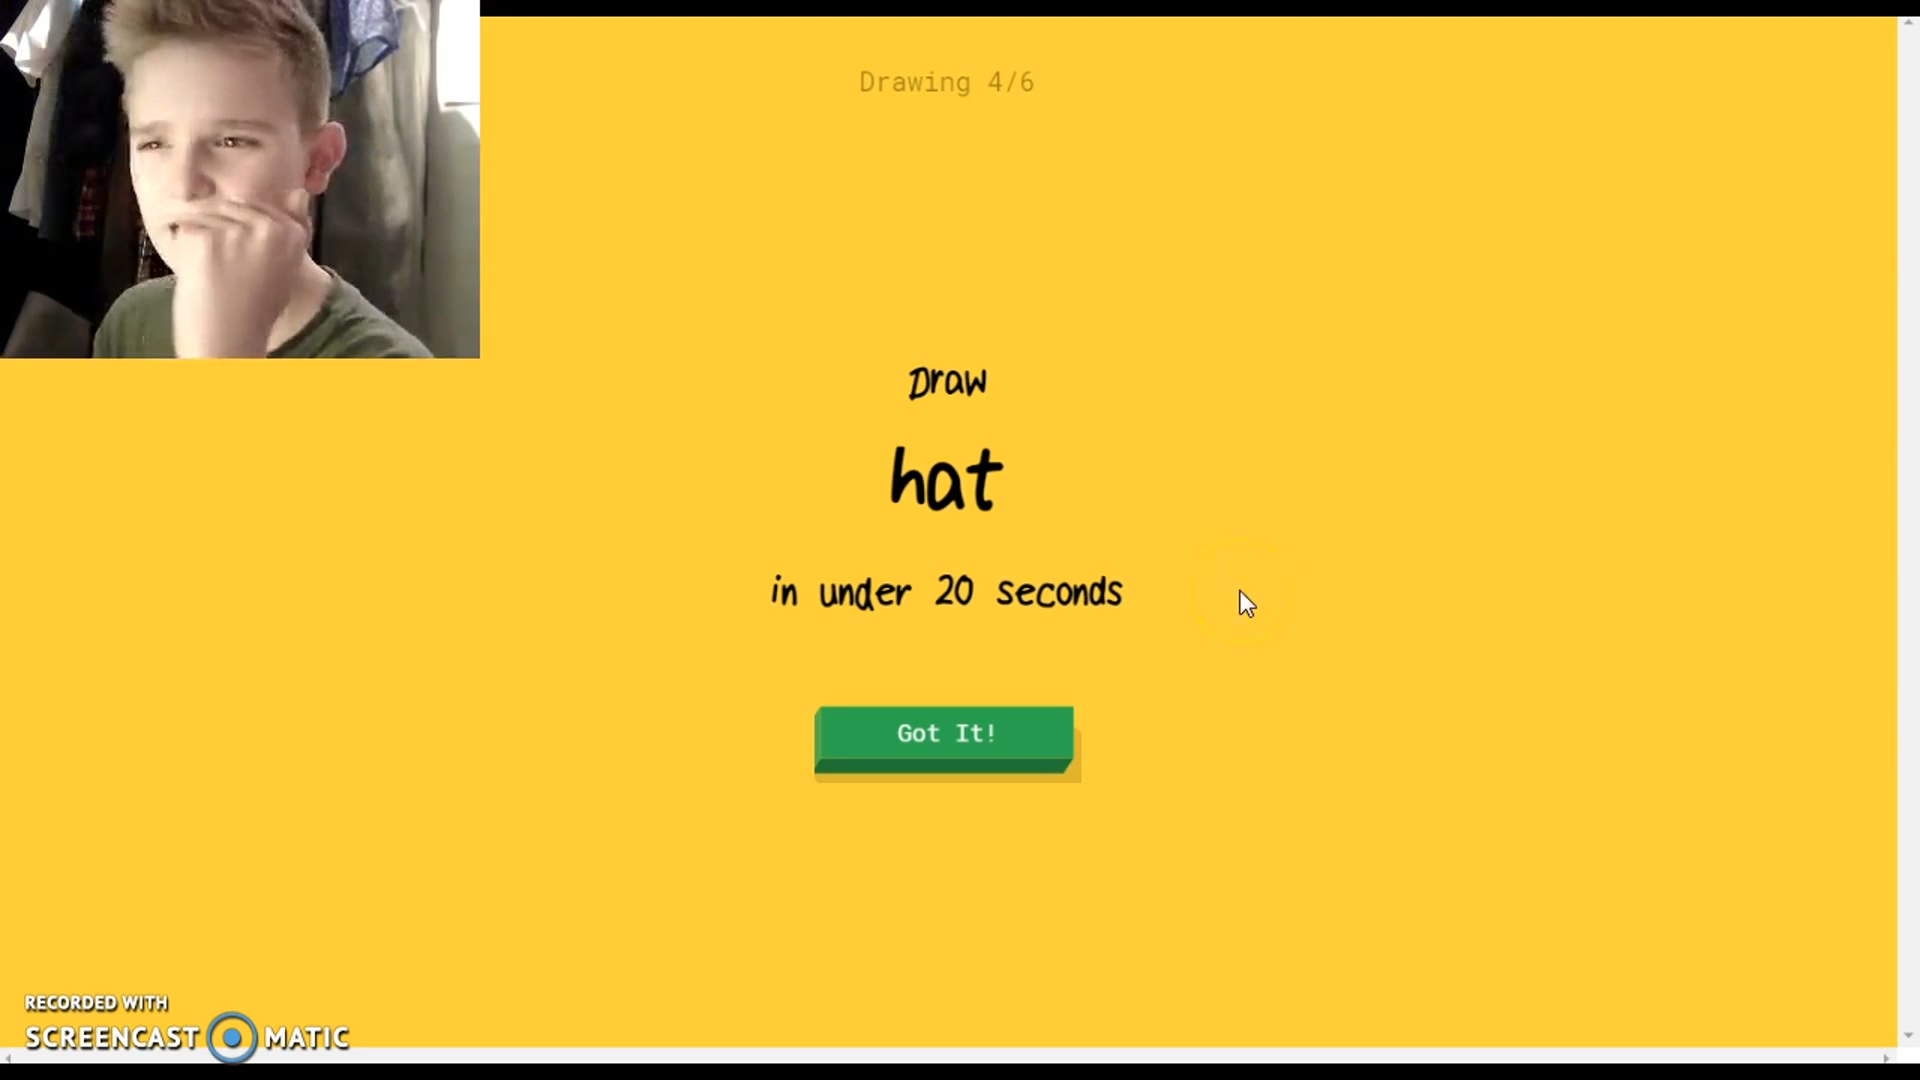 Drawing 4/6
Draw
hat
in under 20 seconds
Got It!
RECORDED WITH
SCREENCAST MATIC